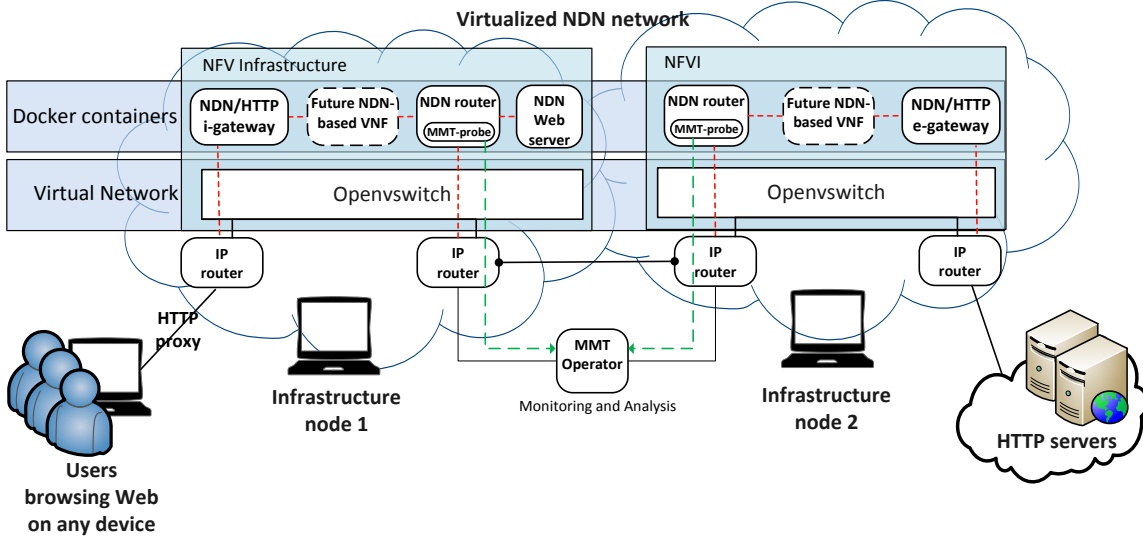 Virtualized NDN network
NFV Infrastructure
NFVI
Docker containers
NDN/HTTP
i-gateway
Future NDN-
based VNF
NDN router
MMT-probe
NDN
Web
server
NDN router
MMT-probe
Future NDN-
based VNF
NDN/HTTP
e-gateway
Virtual Network
Openvswitch
Openvswitch
IP
router
IP
router
IP
router
IP
router
HTTP
proxy
MMT
Operator
Monitoring and Analysis
Infrastructure
node 1
Infrastructure
node 2
HTTP servers
Users
browsing Web
on any device